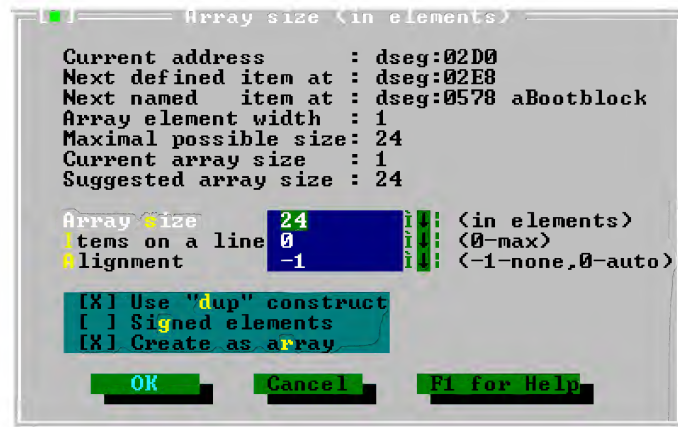 Array size (in elements)
Current address : dseg:02D0
Next defined item at : dseg:02E8
Next named item at : dseg:0578 aBootblock
Array element width : 1
Maximal possible size: 24
Current array size : 1
Suggested array size : 24
Array size 24 (in elements)
Items on a line 0 (0-max)
Alignment -1 (-1-none,0-auto)
[X] Use "dup" construct
[ ] Signed elements
[X] Create as array
OK Cancel F1 for Help